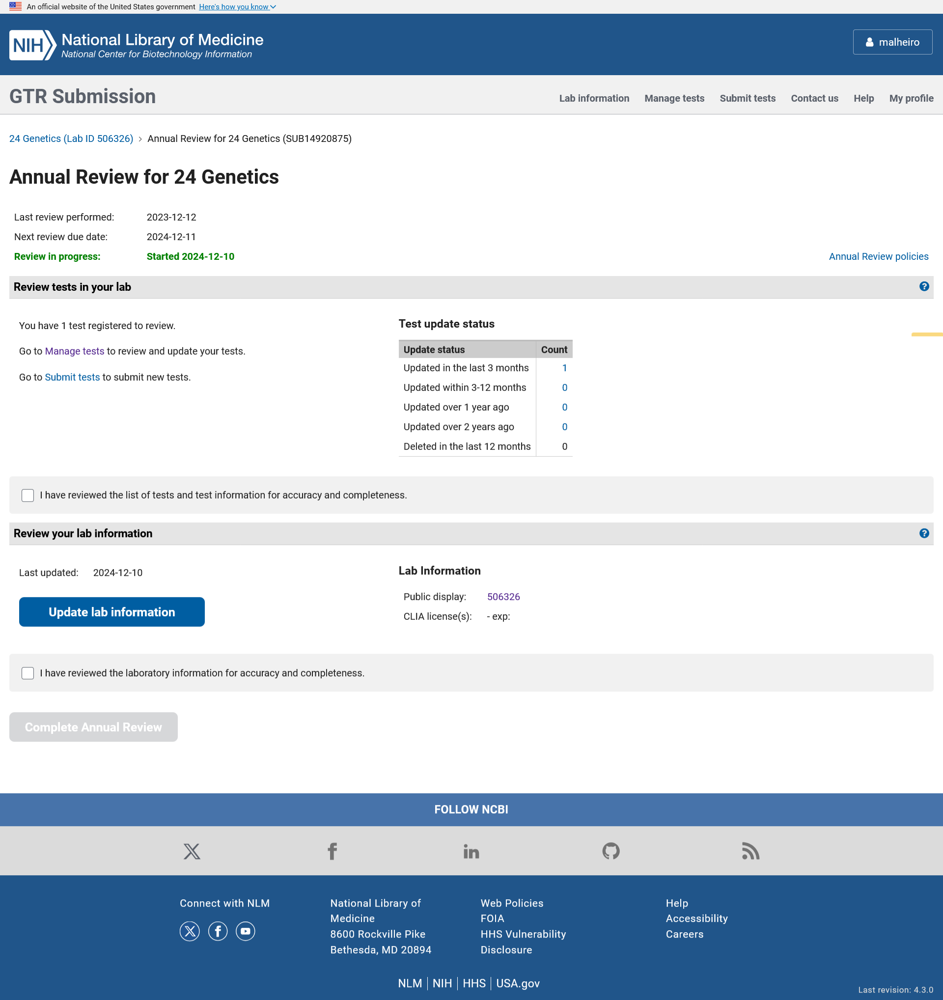 An official website of the United States government Here's how you know
NIH National Library of Medicine
National Center for Biotechnology Information
malheiro
GTR Submission
Lab information Manage tests Submit tests Contact us Help My profile
24 Genetics (Lab ID 506326) › Annual Review for 24 Genetics (SUB14920875)
Annual Review for 24 Genetics
Last review performed: 2023-12-12
Next review due date: 2024-12-11
Review in progress: Started 2024-12-10
Annual Review policies
Review tests in your lab
?
You have 1 test registered to review.
Go to Manage tests to review and update your tests.
Go to Submit tests to submit new tests.
Test update status
Update status Count
Updated in the last 3 months 1
Updated within 3-12 months 0
Updated over 1 year ago 0
Updated over 2 years ago 0
Deleted in the last 12 months 0
I have reviewed the list of tests and test information for accuracy and completeness.
Review your lab information
?
Last updated: 2024-12-10
Update lab information
Lab Information
Public display: 506326
CLIA license(s): - exp:
I have reviewed the laboratory information for accuracy and completeness.
Complete Annual Review
FOLLOW NCBI
Connect with NLM
National Library of
Medicine
8600 Rockville Pike
Bethesda, MD 20894
Web Policies
FOIA
HHS Vulnerability
Disclosure
Help
Accessibility
Careers
NLM | NIH | HHS | USA.gov
Last revision: 4.3.0